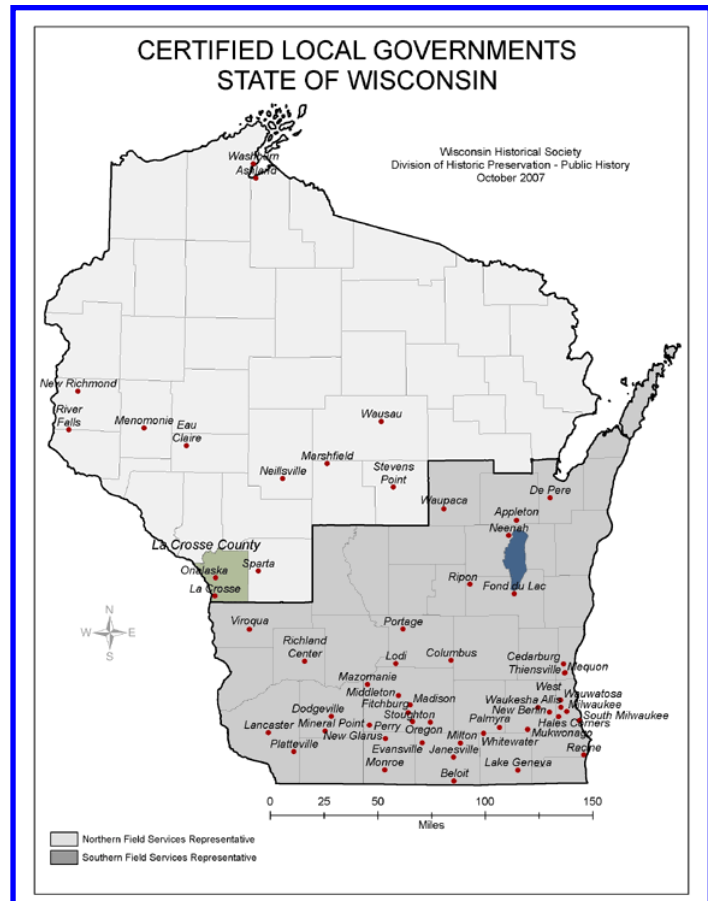 CERTIFIED LOCAL GOVERNMENTS
STATE OF WISCONSIN
Wisconsin Historical Society
Division of Historic Preservation - Public History
October 2007
Washburn
Ashland
New Richmond
River
Falls
Menomonie
Eau
Claire
Wausau
Marshfield
Neillsville
Stevens
Point
Waupaca
De Pere
Appleton
Neenah
La Crosse County
Onalaska
Sparta
La Crosse
Ripon
Fond du Lac
Viroqua
Portage
Richland
Center
Lodi
Columbus
Cedarburg
Thiensville
Mequon
Mazomanie
Middleton
Fitchburg
Madison
West
Waukesha Allis
Wauwatosa
Milwaukee
New Berlin
South Milwaukee
Hales Corners
Dodgeville
Stoughton
Lancaster
Mineral Point
Perry
Oregon
Palmyra
Mukwonago
New Glarus
Milton
Whitewater
Platteville
Evansville
Janesville
Racine
Monroe
Lake Geneva
Beloit
N
W
E
S
0 25 50 100 150
Miles
Northern Field Services Representative
Southern Field Services Representative